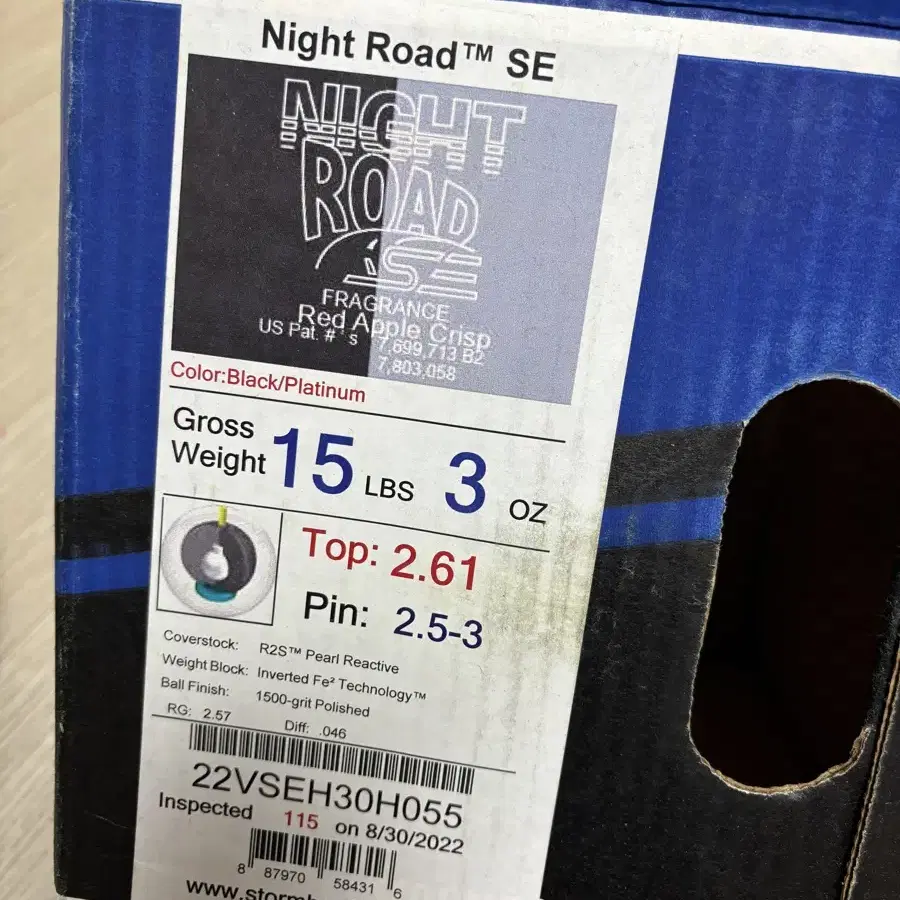 Night Road™ SE
NIGHT
ROAD
SE
FRAGRANCE
Red Apple Crisp
US Pat. #'s 7,699,713 B2
7,803,058
Color:Black/Platinum
Gross Weight 15 LBS 3 OZ
Top: 2.61
Pin: 2.5-3
Coverstock: R2S™ Pearl Reactive
Weight Block: Inverted Fe² Technology™
Ball Finish: 1500-grit Polished
RG: 2.57 Diff: .046
22VSEH30H055
Inspected 115 on 8/30/2022
8 87970 58431 6
www.storm